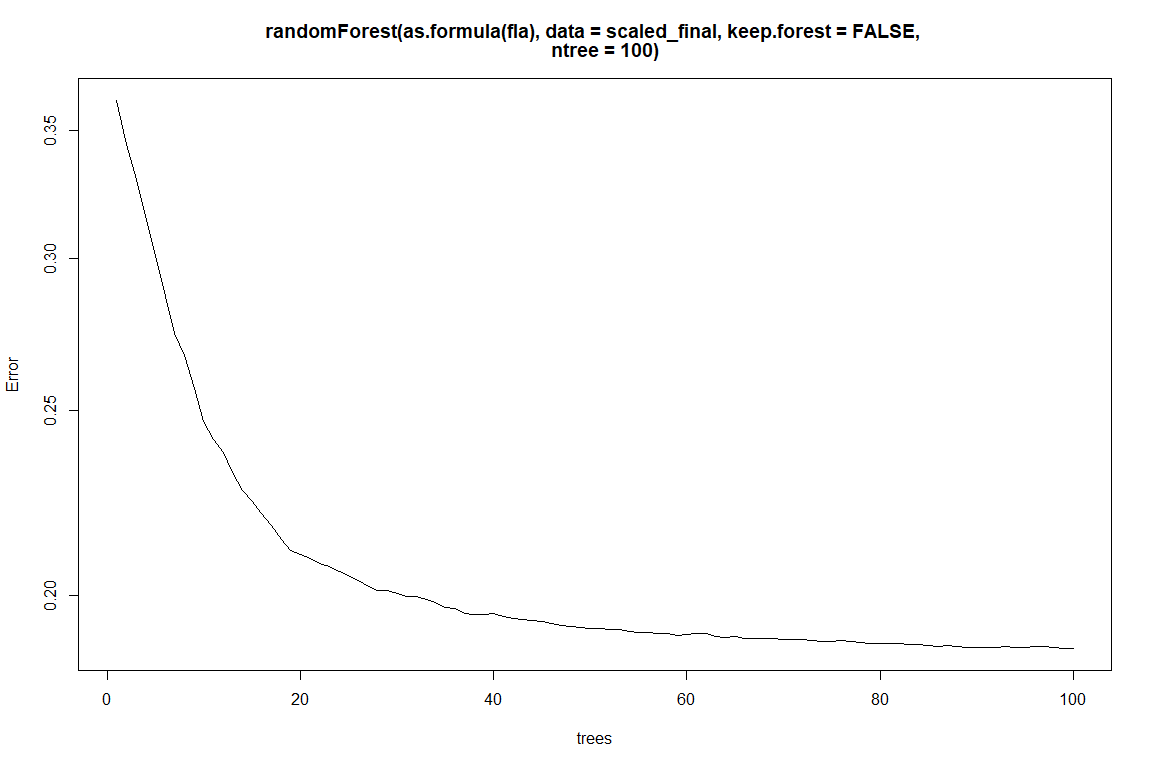 randomForest(as.formula(fla), data = scaled_final, keep.forest = FALSE,
ntree = 100)
0.35
0.30
0.25
0.20
Error
0 20 40 60 80 100
trees